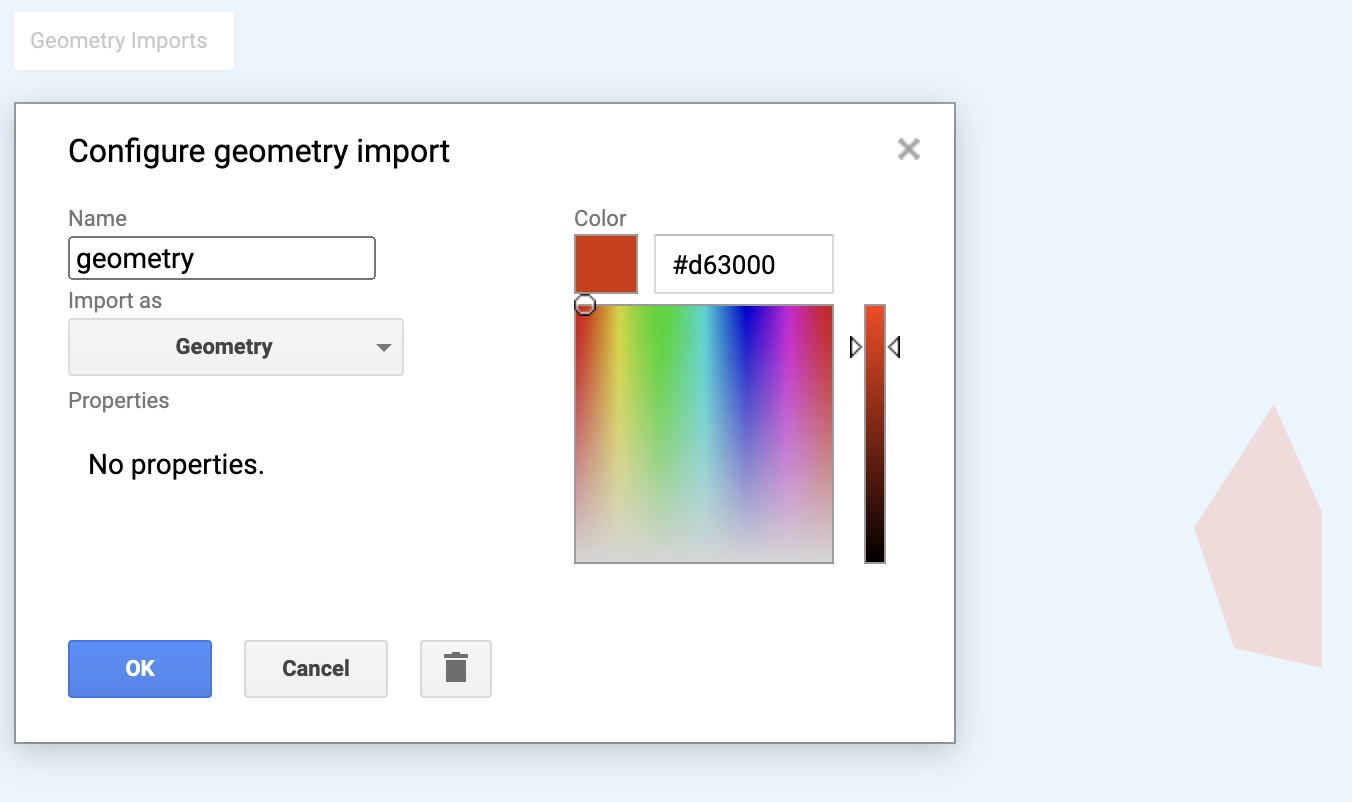 Geometry Imports
Configure geometry import
Name
geometry
Import as
Geometry
Properties
No properties.
Color
#d63000
OK
Cancel